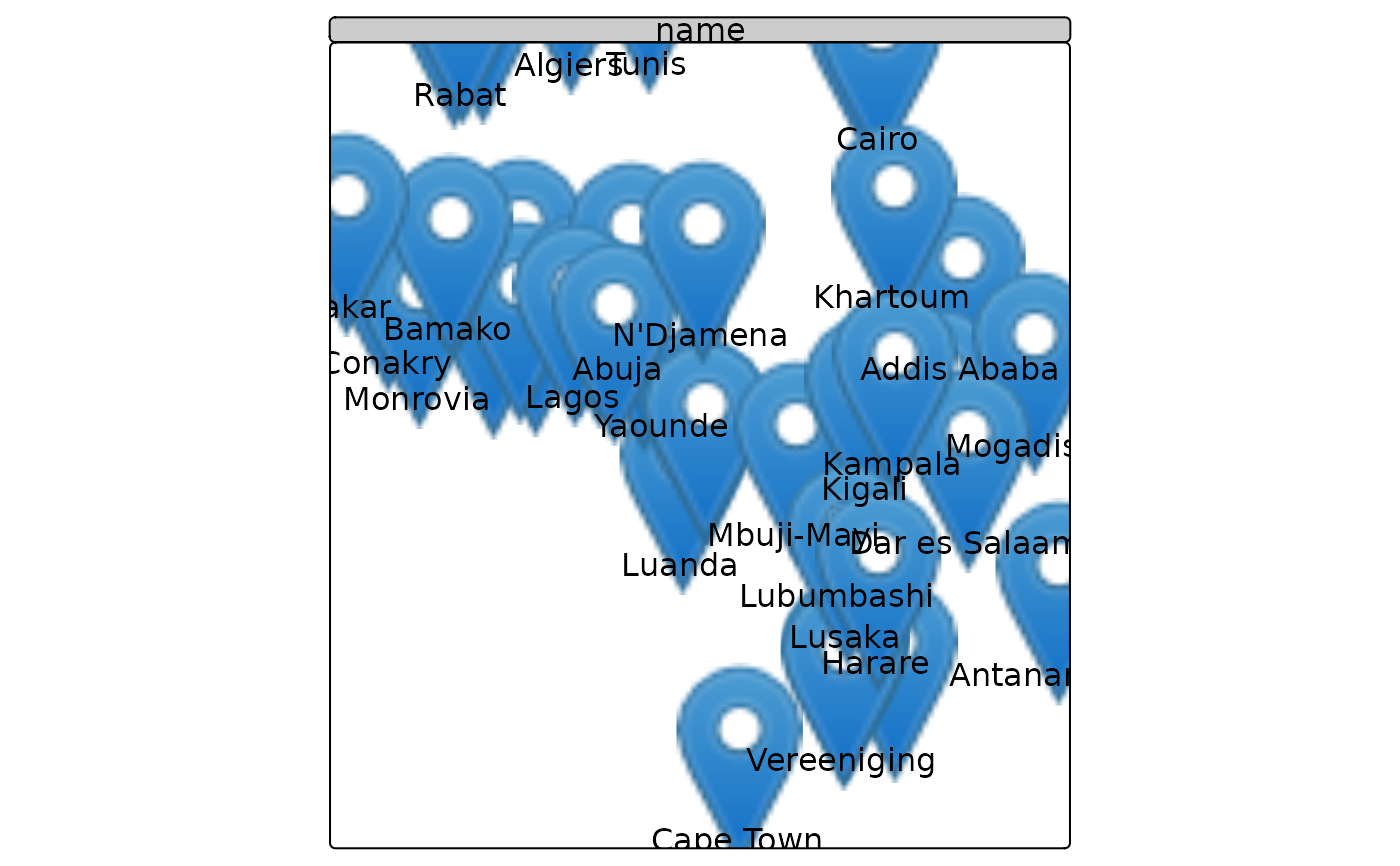 name
Algiers
Tunis
Rabat
Cairo
Khartoum
akar
Bamako
N'Djamena
Conakry
Abuja
Addis Ababa
Monrovia
Lagos
Yaounde
Mogadis
Kampala
Kigali
Mbuji-Mayi
Dar es Salaam
Luanda
Lubumbashi
Lusaka
Harare
Antanar
Vereeniging
Cape Town